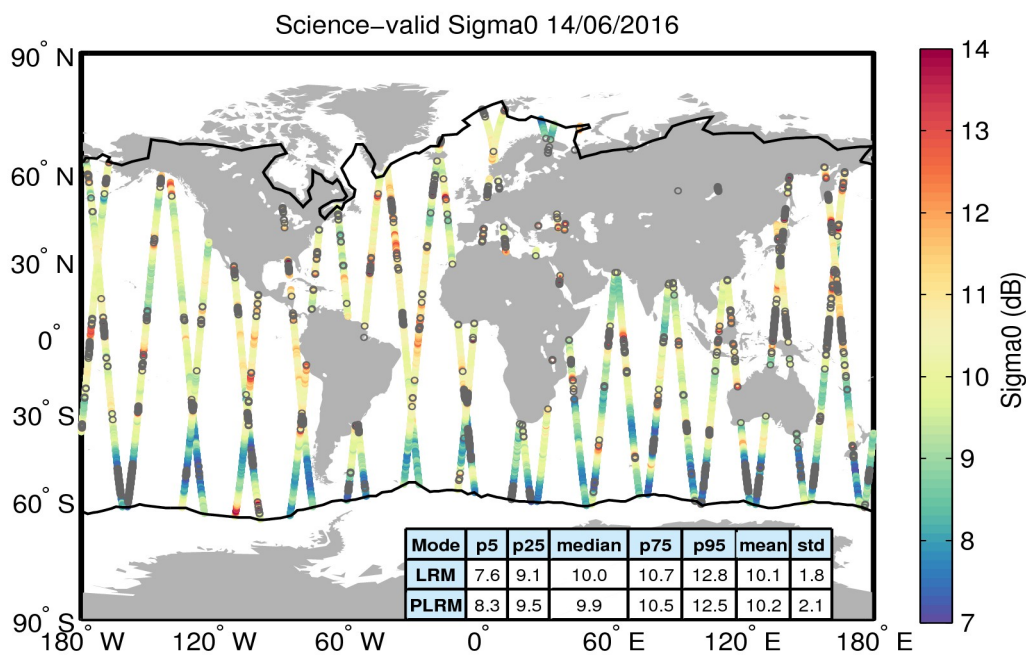 Science−valid Sigma0 14/06/2016
90° N
60° N
30° N
0°
30° S
60° S
90° S
180° W
120° W
60° W
0°
60° E
120° E
180° E
14
13
12
11
10
9
8
7
Sigma0 (dB)
Mode p5 p25 median p75 p95 mean std
LRM 7.6 9.1 10.0 10.7 12.8 10.1 1.8
PLRM 8.3 9.5 9.9 10.5 12.5 10.2 2.1